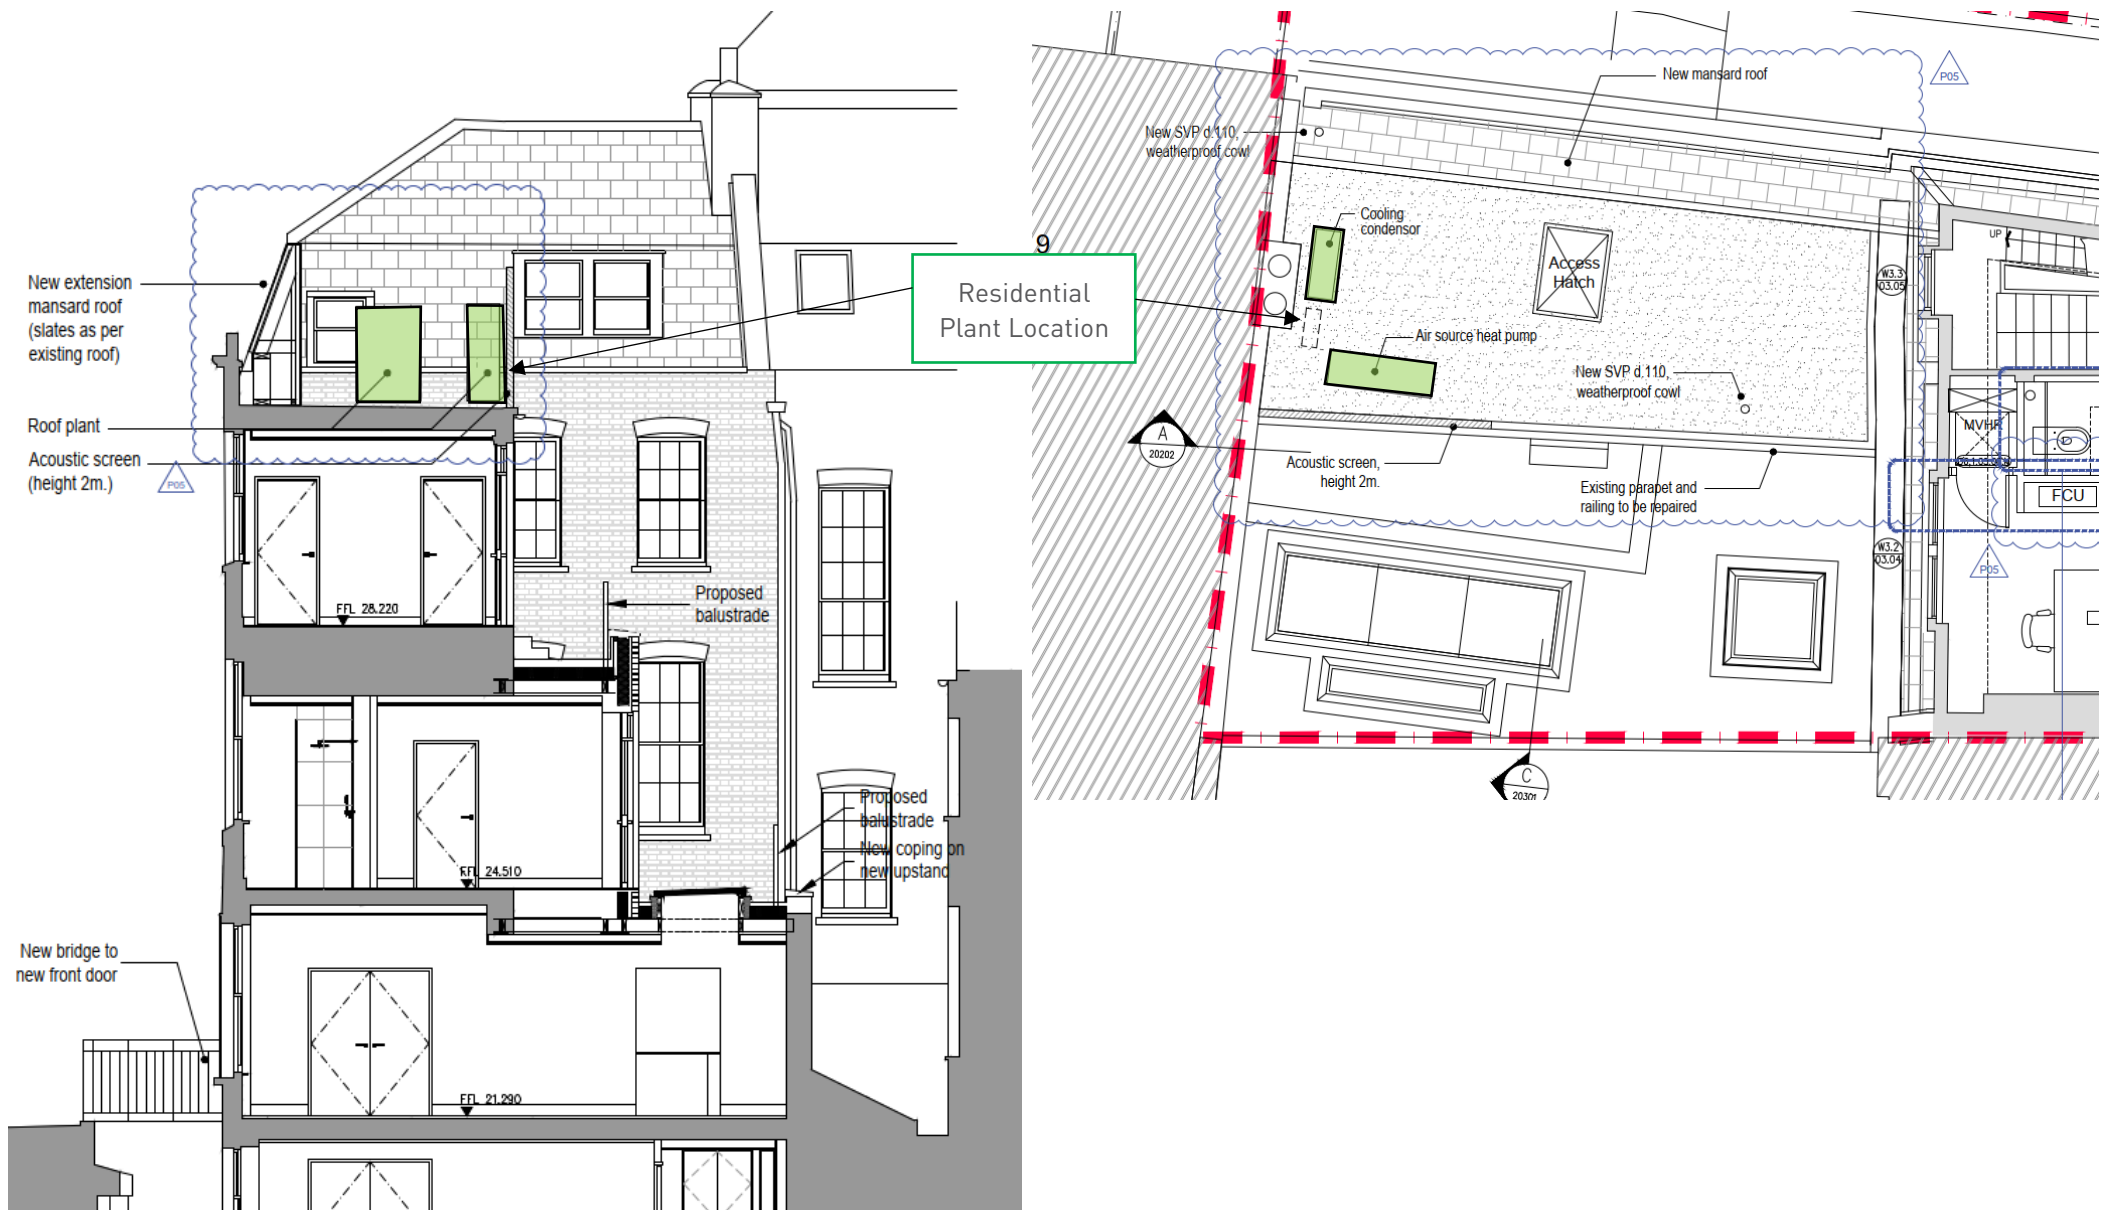 New extension
mansard roof
(slates as per
existing roof)
Roof plant
Acoustic screen
(height 2m.)
P05
FFL 28.220
Proposed
balustrade
FFL 24.510
Proposed
balustrade
New coping on
new upstand
New bridge to
new front door
FFL 21.290
9
Residential
Plant Location
New mansard roof
P05
New SVP d.110,
weatherproof cowl
Cooling
condensor
Access
Hatch
UP
W3.3
03.05
Air source heat pump
New SVP d.110,
weatherproof cowl
A
20202
Acoustic screen,
height 2m.
Existing parapet and
railing to be repaired
MVHR
FCU
W3.2
03.04
P05
C
20301